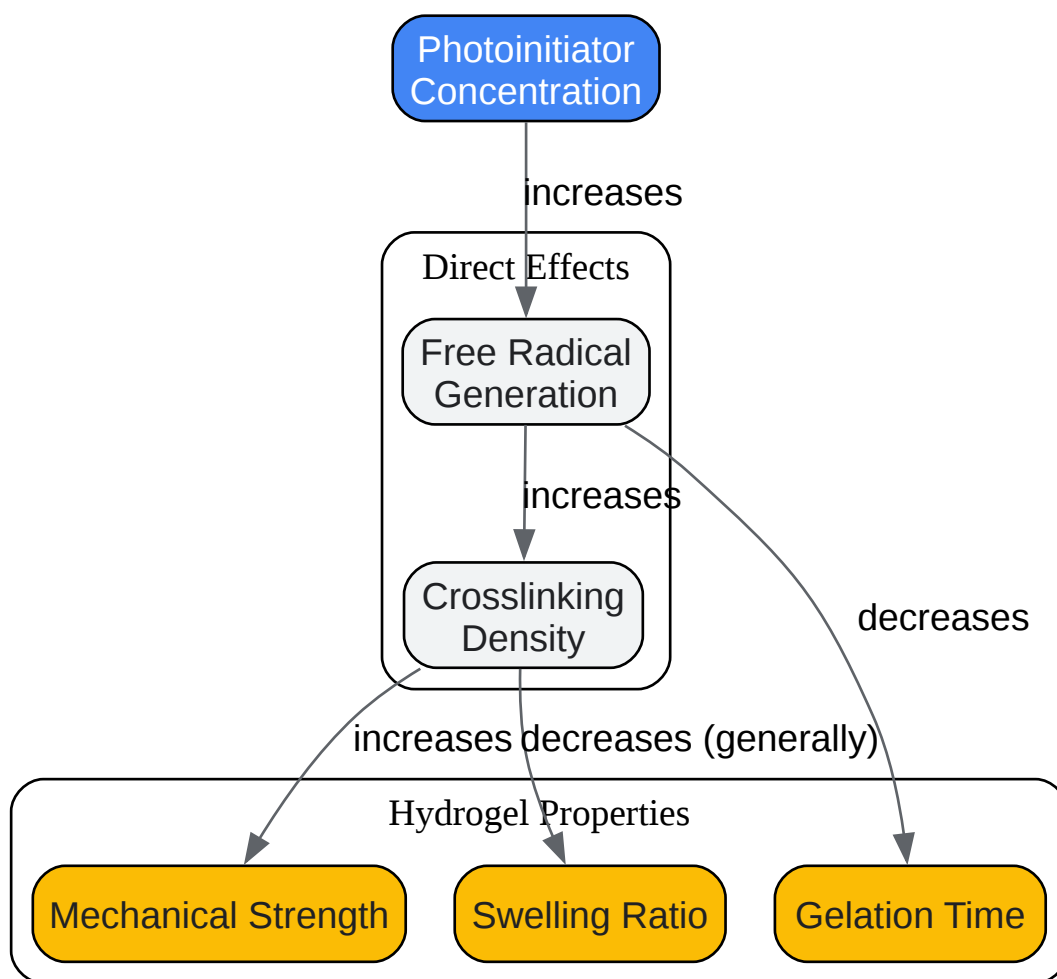 Photoinitiator
Concentration
increases
Direct Effects
Free Radical
Generation
increases
Crosslinking
Density
decreases
increases
decreases (generally)
Hydrogel Properties
Mechanical Strength
Swelling Ratio
Gelation Time